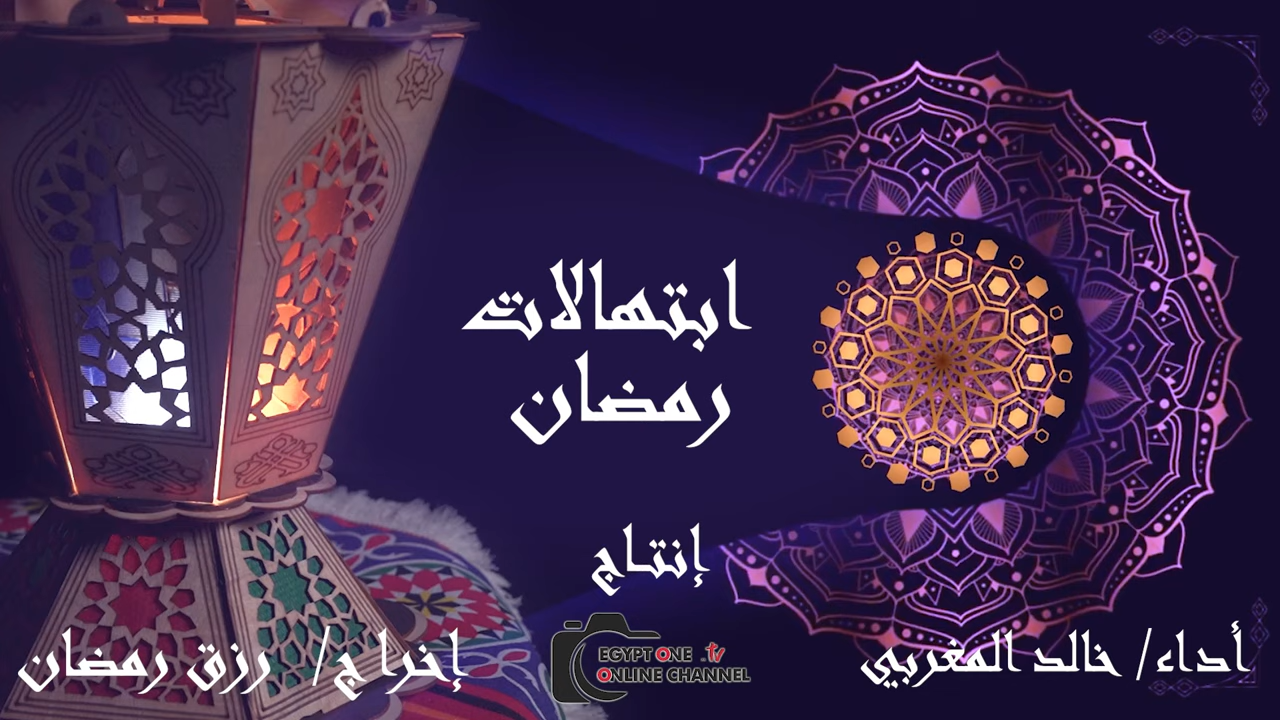 ابتهالات
رمضان
إنتاج
EGYPT ONE .tv
ONLINE CHANNEL
أداء/ خالد المغربي
إخراج/ رزق رمضان